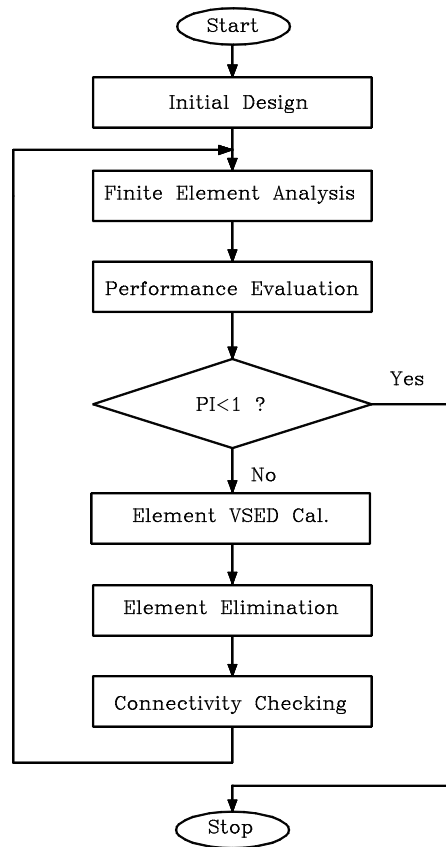 Start
Initial Design
Finite Element Analysis
Performance Evaluation
PI<1 ?
Yes
No
Element VSED Cal.
Element Elimination
Connectivity Checking
Stop